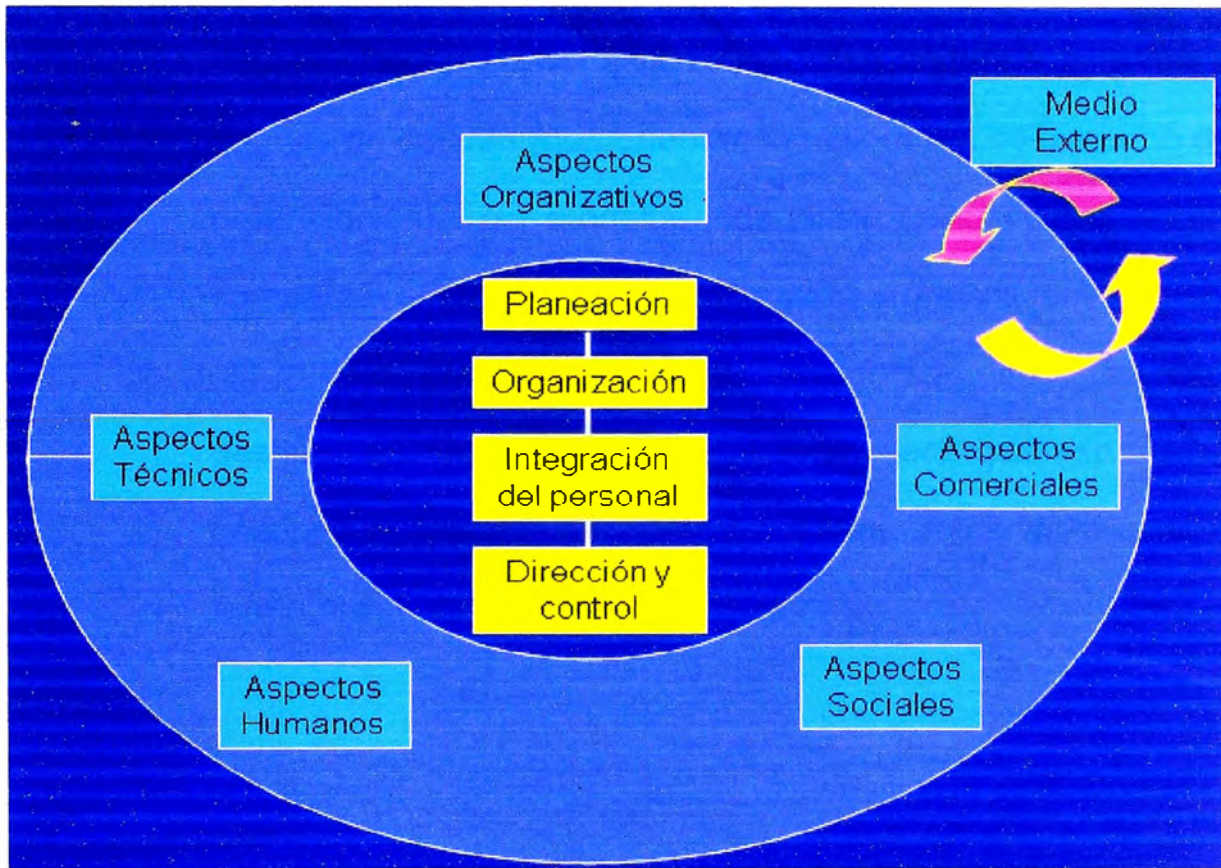 Medio
Externo
Aspectos
Organizativos
Planeación
Organización
Aspectos
Técnicos
Integración
del personal
Aspectos
Comerciales
Dirección y
control
Aspectos
Humanos
Aspectos
Sociales